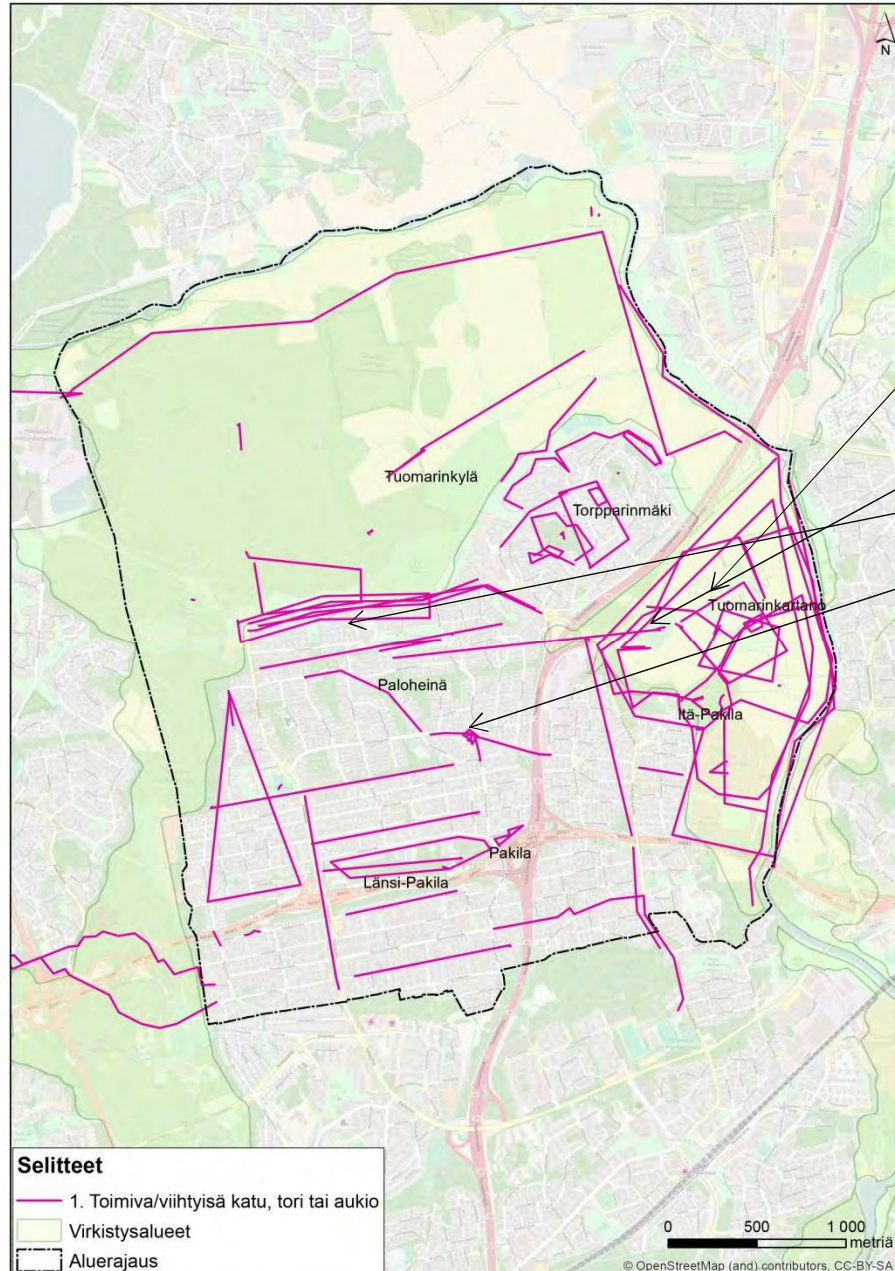 N
Tuomarinkylä
Torpparinmäki
Tuomarinkartano
Paloheinä
Itä-Pakila
Pakila
Länsi-Pakila
Selitteet
1. Toimiva/viihtyisä katu, tori tai aukio
Virkistysalueet
Aluerajaus
0 500 1 000
metriä
© OpenStreetMap (and) contributors, CC-BY-SA